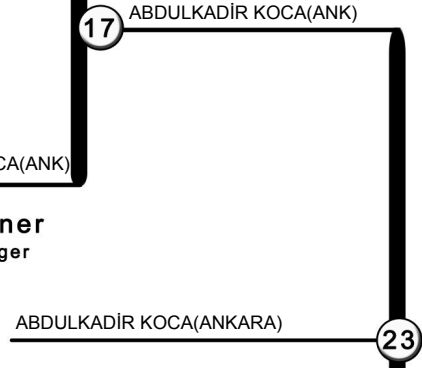 ABDULKADİR KOCA(ANK)
17
CA(ANK)
ner
ger
ABDULKADİR KOCA(ANKARA)
23